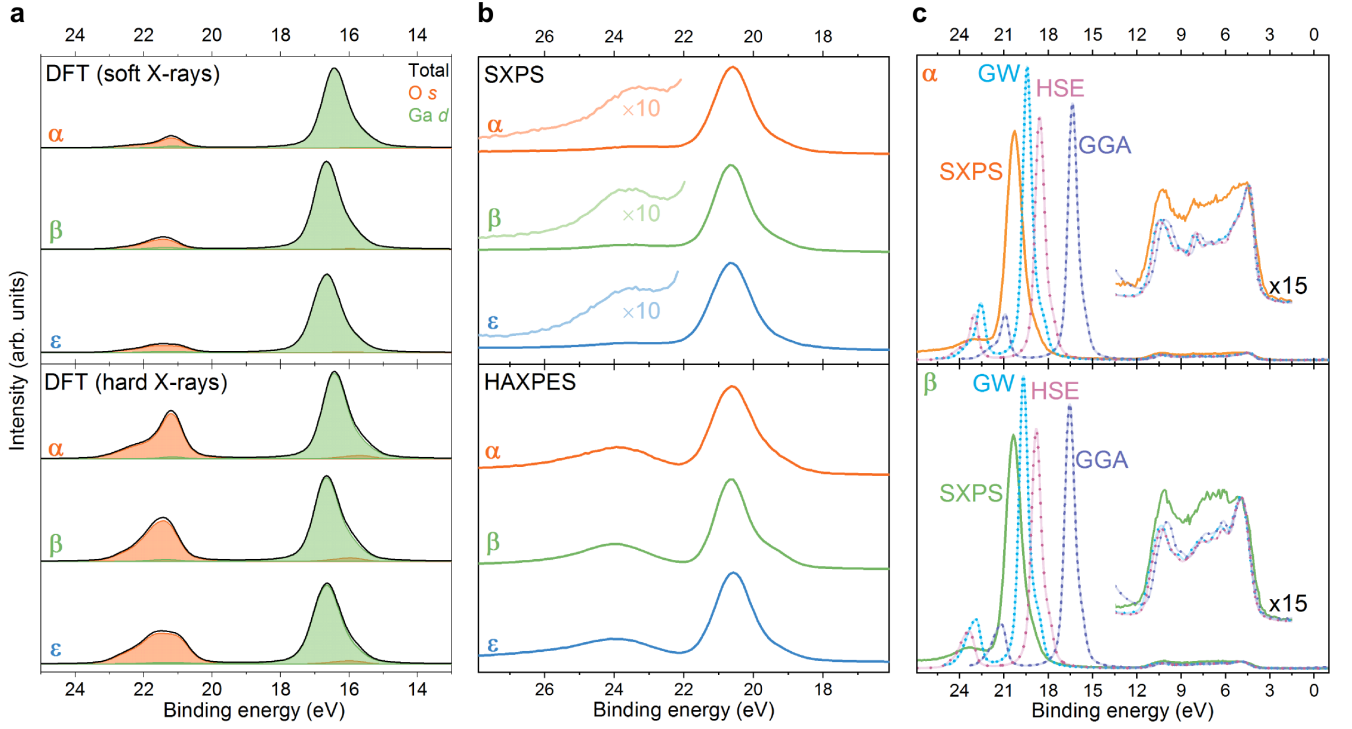 a
24 22 20 18 16 14
DFT (soft X-rays)
Total
O s
Ga d
α
β
ε
DFT (hard X-rays)
α
β
ε
24 22 20 18 16 14
Binding energy (eV)
Intensity (arb. units)
b
26 24 22 20 18
SXPS
×10
α
×10
β
×10
ε
HAXPES
α
β
ε
26 24 22 20 18
Binding energy (eV)
c
24 21 18 15 12 9 6 3 0
α
GW
HSE
GGA
SXPS
x15
β
GW
HSE
GGA
SXPS
x15
24 21 18 15 12 9 6 3 0
Binding energy (eV)